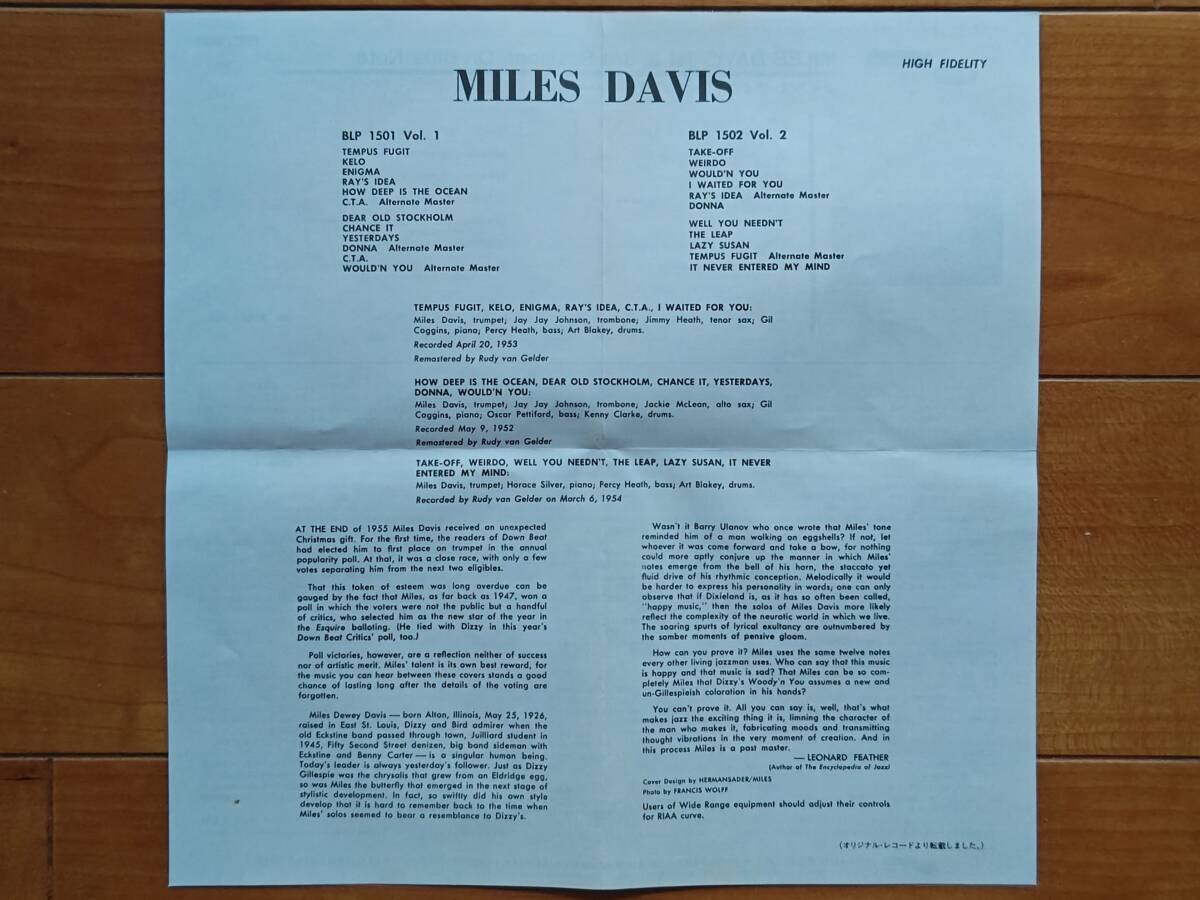 HIGH FIDELITY
MILES DAVIS
BLP 1501 Vol. 1
TEMPUS FUGIT
KELO
ENIGMA
RAY'S IDEA
HOW DEEP IS THE OCEAN
C.T.A. Alternate Master
DEAR OLD STOCKHOLM
CHANCE IT
YESTERDAYS
DONNA Alternate Master
C.T.A.
WOULD'N YOU Alternate Master
BLP 1502 Vol. 2
TAKE-OFF
WEIRDO
WOULD'N YOU
I WAITED FOR YOU
RAY'S IDEA Alternate Master
DONNA
WELL YOU NEEDN'T
THE LEAP
LAZY SUSAN
TEMPUS FUGIT Alternate Master
IT NEVER ENTERED MY MIND
TEMPUS FUGIT, KELO, ENIGMA, RAY'S IDEA, C.T.A., I WAITED FOR YOU:
Miles Davis, trumpet; Jay Jay Johnson, trombone; Jimmy Heath, tenor sax; Gil
Coggins, piano; Percy Heath, bass; Art Blakey, drums.
Recorded April 20, 1953
Remastered by Rudy van Gelder
HOW DEEP IS THE OCEAN, DEAR OLD STOCKHOLM, CHANCE IT, YESTERDAYS,
DONNA, WOULD'N YOU:
Miles Davis, trumpet; Jay Jay Johnson, trombone; Jackie McLean, alto sax; Gil
Coggins, piano; Oscar Pettiford, bass; Kenny Clarke, drums.
Recorded May 9, 1952
Remastered by Rudy van Gelder
TAKE-OFF, WEIRDO, WELL YOU NEEDN'T, THE LEAP, LAZY SUSAN, IT NEVER
ENTERED MY MIND:
Miles Davis, trumpet; Horace Silver, piano; Percy Heath, bass; Art Blakey, drums.
Recorded by Rudy van Gelder on March 6, 1954
AT THE END of 1955 Miles Davis received an unexpected
Christmas gift. For the first time, the readers of Down Beat
had elected him to first place on trumpet in the annual
popularity poll. At that, it was a close race, with only a few
votes separating him from the next two eligibles.
That this token of esteem was long overdue can be
gauged by the fact that Miles, as far back as 1947, won a
poll in which the voters were not the public but a handful
of critics, who selected him as the new star of the year in
the Esquire balloting. (He tied with Dizzy in this year's
Down Beat Critics' poll, too.)
Poll victories, however, are a reflection neither of success
nor of artistic merit. Miles' talent is its own best reward, for
the music you can hear between these covers stands a good
chance of lasting long after the details of the voting are
forgotten.
Miles Dewey Davis — born Alton, Illinois, May 25, 1926,
raised in East St. Louis, Dizzy and Bird admirer when the
old Eckstine band passed through town, Juilliard student in
1945, Fifty Second Street denizen, big band sideman with
Eckstine and Benny Carter — is a singular human being.
Today's leader is always yesterday's follower. Just as Dizzy
Gillespie was the chrysalis that grew from an Eldridge egg,
so was Miles the butterfly that emerged in the next stage of
stylistic development. In fact, so swiftly did his own style
develop that it is hard to remember back to the time when
Miles' solos seemed to bear a resemblance to Dizzy's.
Wasn't it Barry Ulanov who once wrote that Miles' tone
reminded him of a man walking on eggshells? If not, let
whoever it was come forward and take a bow, for nothing
could more aptly conjure up the manner in which Miles'
notes emerge from the bell of his horn, the staccato yet
fluid drive of his rhythmic conception. Melodically it would
be harder to express his personality in words; one can only
observe that if Dixieland is, as it has so often been called,
"happy music," then the solos of Miles Davis more likely
reflect the complexity of the neurotic world in which we live.
The soaring spurts of lyrical exultancy are outnumbered by
the somber moments of pensive gloom.
How can you prove it? Miles uses the same twelve notes
every other living jazzman uses. Who can say that this music
is happy and that music is sad? That Miles can be so com-
pletely Miles that Dizzy's Woody'n You assumes a new and
un-Gillespieish coloration in his hands?
You can't prove it. All you can say is, well, that's what
makes jazz the exciting thing it is, limning the character of
the man who makes it, fabricating moods and transmitting
thought vibrations in the very moment of creation. And in
this process Miles is a past master.
— LEONARD FEATHER
(Author of The Encyclopedia of Jazz)
Cover Design by HERMANSADER/MILES
Photo by FRANCIS WOLFF
Users of Wide Range equipment should adjust their controls
for RIAA curve.
(オリジナル・レコードより転載しました。)